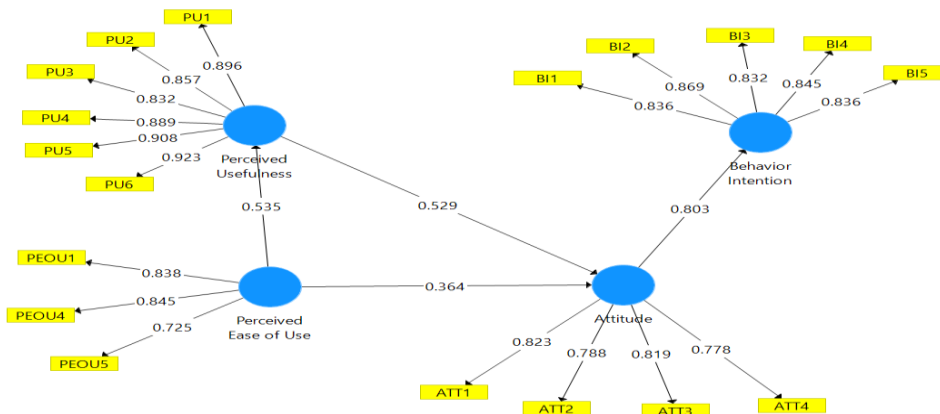 PU1
PU2
PU3
PU4
PU5
PU6
0.896
0.857
0.832
0.889
0.908
0.923
Perceived
Usefulness
BI1
BI2
BI3
BI4
BI5
0.836
0.869
0.832
0.845
0.836
Behavior
Intention
0.535
0.529
0.803
PEOU1
PEOU4
PEOU5
0.838
0.845
0.725
Perceived
Ease of Use
0.364
Attitude
0.823
0.788
0.819
0.778
ATT1
ATT2
ATT3
ATT4